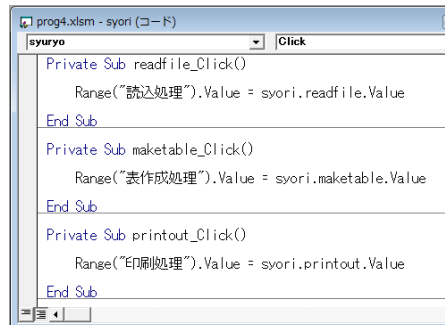 prog4.xlsm - syori (コード)
syuryo Click
Private Sub readfile_Click()
Range("読込処理").Value = syori.readfile.Value
End Sub
Private Sub maketable_Click()
Range("表作成処理").Value = syori.maketable.Value
End Sub
Private Sub printout_Click()
Range("印刷処理").Value = syori.printout.Value
End Sub